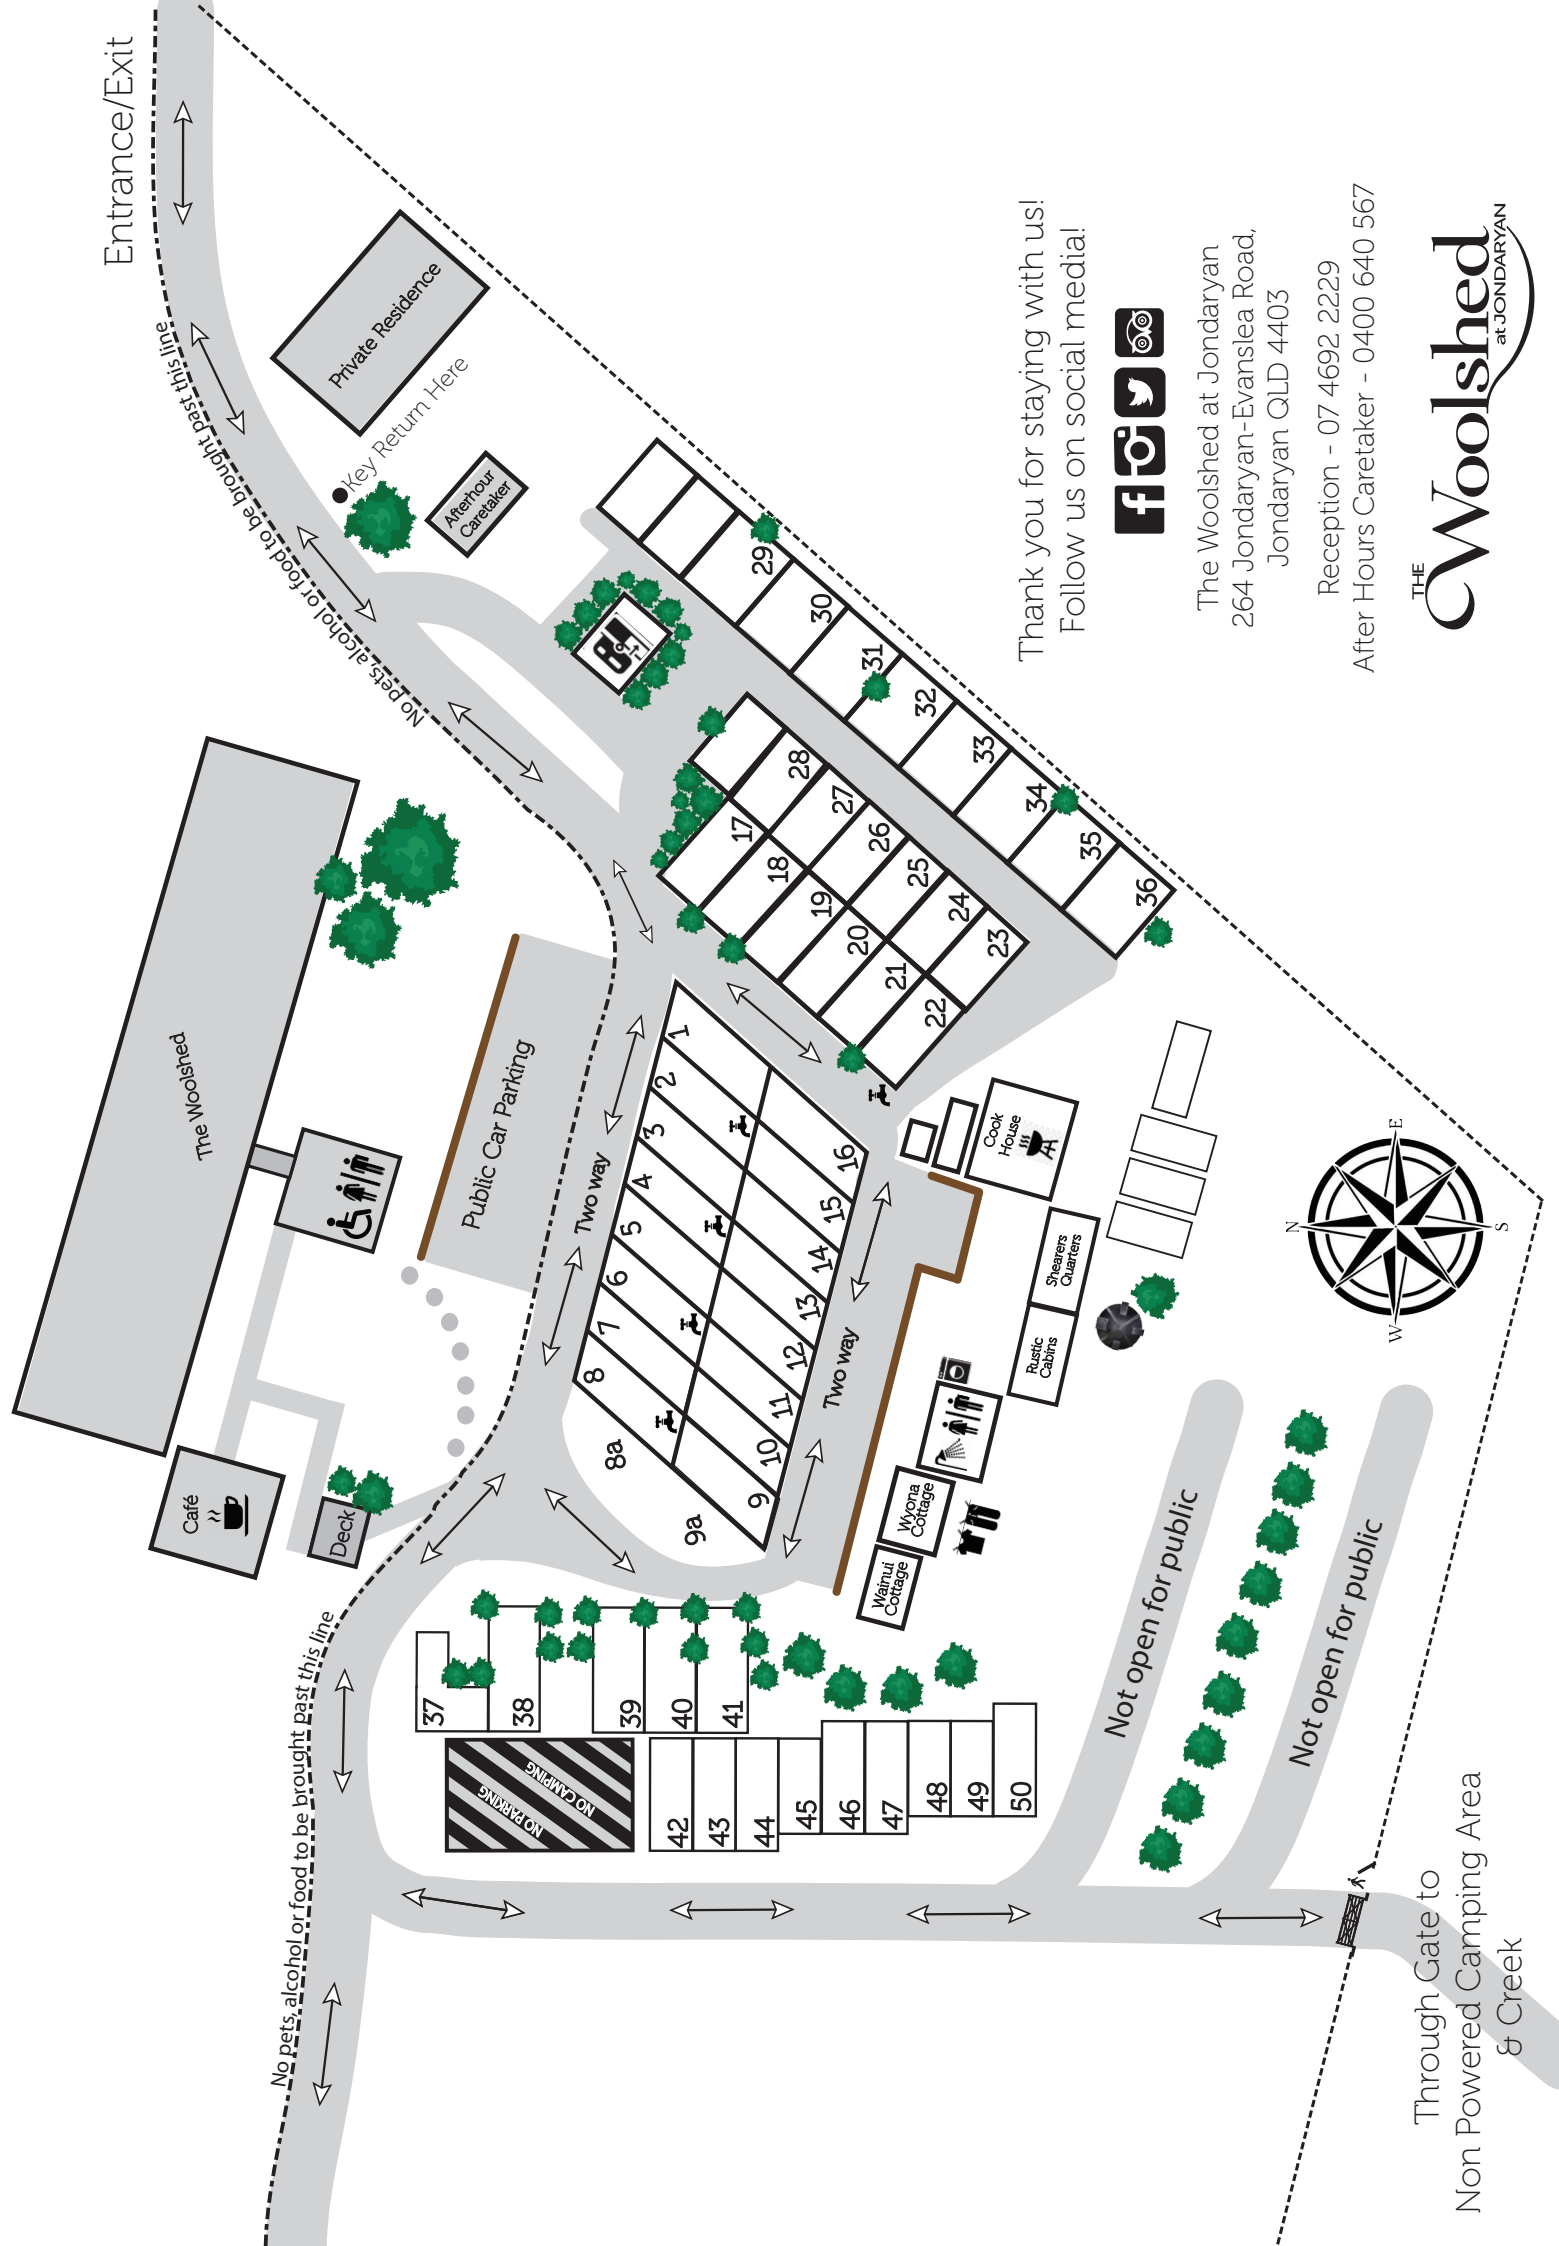 Entrance/Exit
No pets, alcohol or food to be brought past this line
Private Residence
Key Return Here
Afterhour
Caretaker
The Woolshed
Public Car Parking
Café
Deck
Two way
Two way
1
2
3
4
5
6
7
8
8a
9a
9
10
11
12
13
14
15
16
17
18
19
20
21
22
23
24
25
26
27
28
29
30
31
32
33
34
35
36
Cook
House
Shearers
Quarters
Rustic
Cabins
Wyona
Cottage
Wainui
Cottage
37
38
39
40
41
NO PARKING
NO CAMPING
42
43
44
45
46
47
48
49
50
No pets, alcohol or food to be brought past this line
Not open for public
Not open for public
Through Gate to
Non Powered Camping Area
& Creek
N
E
S
W
Thank you for staying with us!
Follow us on social media!
The Woolshed at Jondaryan
264 Jondaryan-Evanslea Road,
Jondaryan QLD 4403
Reception - 07 4692 2229
After Hours Caretaker - 0400 640 567
THE
Woolshed
at JONDARYAN